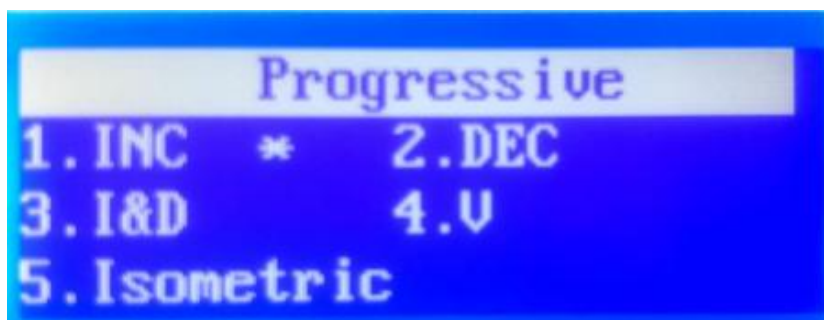 Progressive
1.INC * 2.DEC
3.I&D 4.V
5.Isometric